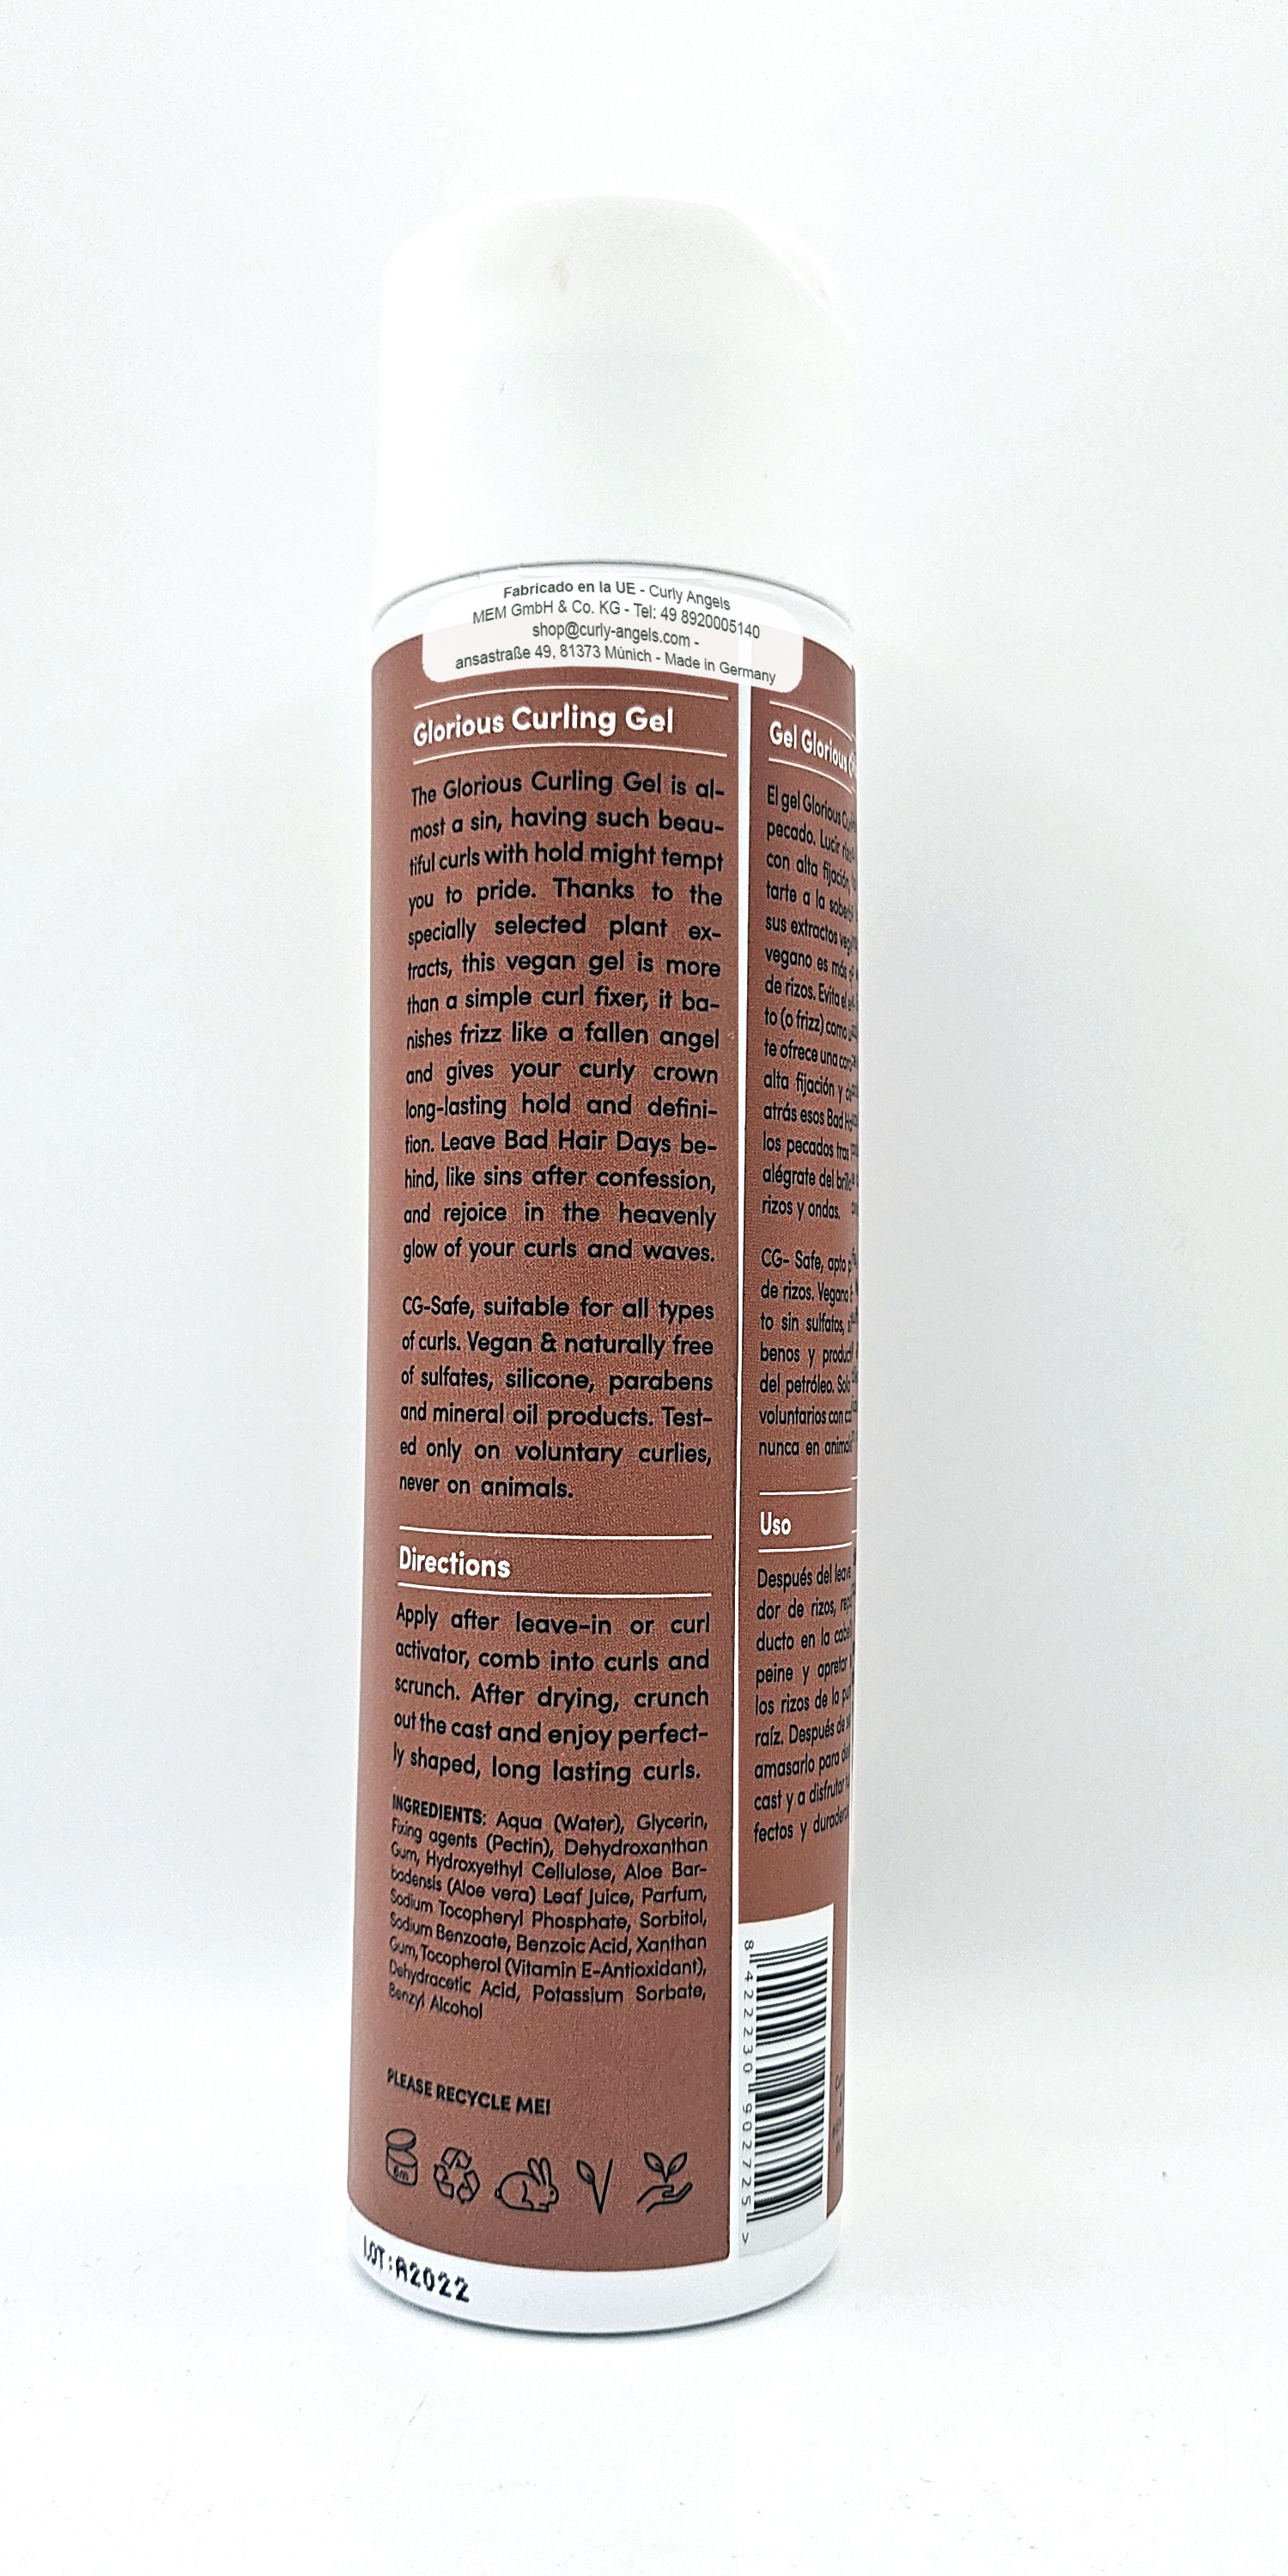 Fabricado en la UE - Curly Angels
MEM GmbH & Co. KG - Tel: 49 8920005140
shop@curly-angels.com -
ansastraße 49, 81373 Múnich - Made in Germany
Glorious Curling Gel
The Glorious Curling Gel is al-
most a sin, having such beau-
tiful curls with hold might tempt
you to pride. Thanks to the
specially selected plant ex-
tracts, this vegan gel is more
than a simple curl fixer, it ba-
nishes frizz like a fallen angel
and gives your curly crown
long-lasting hold and defini-
tion. Leave Bad Hair Days be-
hind, like sins after confession,
and rejoice in the heavenly
glow of your curls and waves.
CG-Safe, suitable for all types
of curls. Vegan & naturally free
of sulfates, silicone, parabens
and mineral oil products. Test-
ed only on voluntary curlies,
never on animals.
Directions
Apply after leave-in or curl
activator, comb into curls and
scrunch. After drying, crunch
out the cast and enjoy perfect-
ly shaped, long lasting curls.
INGREDIENTS: Aqua (Water), Glycerin,
Fixing agents (Pectin), Dehydroxanthan
Gum, Hydroxyethyl Cellulose, Aloe Bar-
badensis (Aloe vera) Leaf Juice, Parfum,
Sodium Tocopheryl Phosphate, Sorbitol,
Sodium Benzoate, Benzoic Acid, Xanthan
Gum, Tocopherol (Vitamin E-Antioxidant),
Dehydracetic Acid, Potassium Sorbate,
Benzyl Alcohol
PLEASE RECYCLE ME!
6m
LOT:A2022
Gel Glorious
El gel Glorious
pecado. Lucir
con alta fijación,
tarte a la
sus extractos
vegano es más
de rizos. Evita el
to (o frizz) como
te ofrece una
alta fijación y
atrás esos Bad
los pecados tras
alégrate del
rizos y ondas.
CG- Safe, apto
de rizos. Vegano
to sin sulfatos,
benos y
del petróleo. Solo
voluntarios con
nunca en
Uso
Después del leave
dor de rizos,
ducto en la
peine y apretar
los rizos de la
raíz. Después de
amasarlo para
cast y a disfrutar
fectos y
8 422230 902725 >